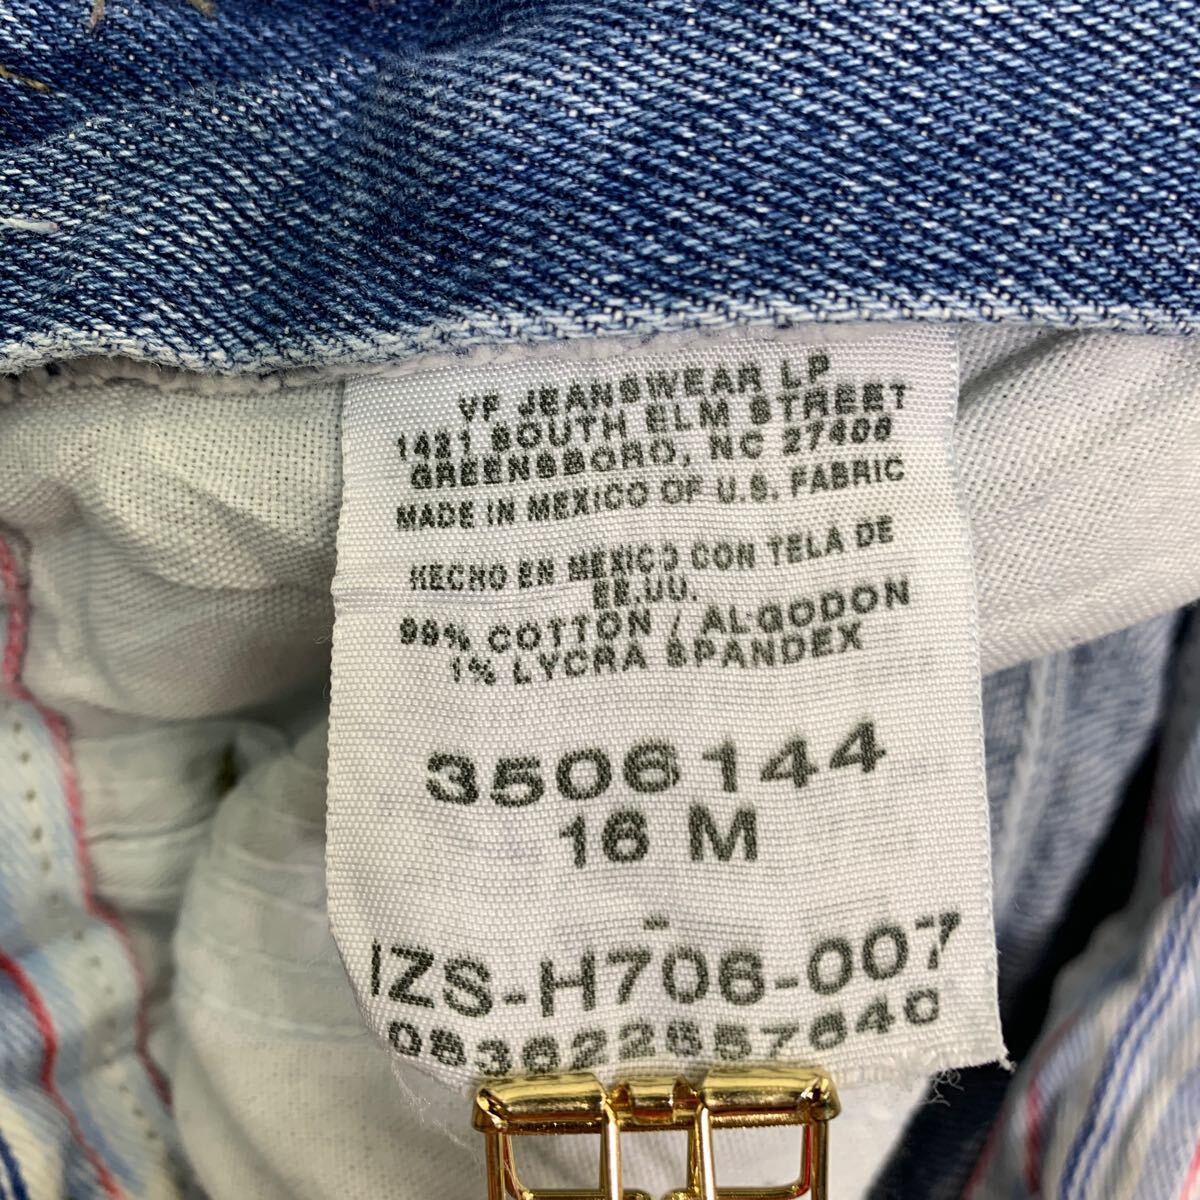 VF JEANSWEAR LP
1421 SOUTH ELM STREET
GREENSBORO, NC 27406
MADE IN MEXICO OF U.S. FABRIC
HECHO EN MEXICO CON TELA DE
EE.UU.
99% COTTON / ALGODON
1% LYCRA SPANDEX
3506144
16 M
-
IZS-H706-007
083622657640